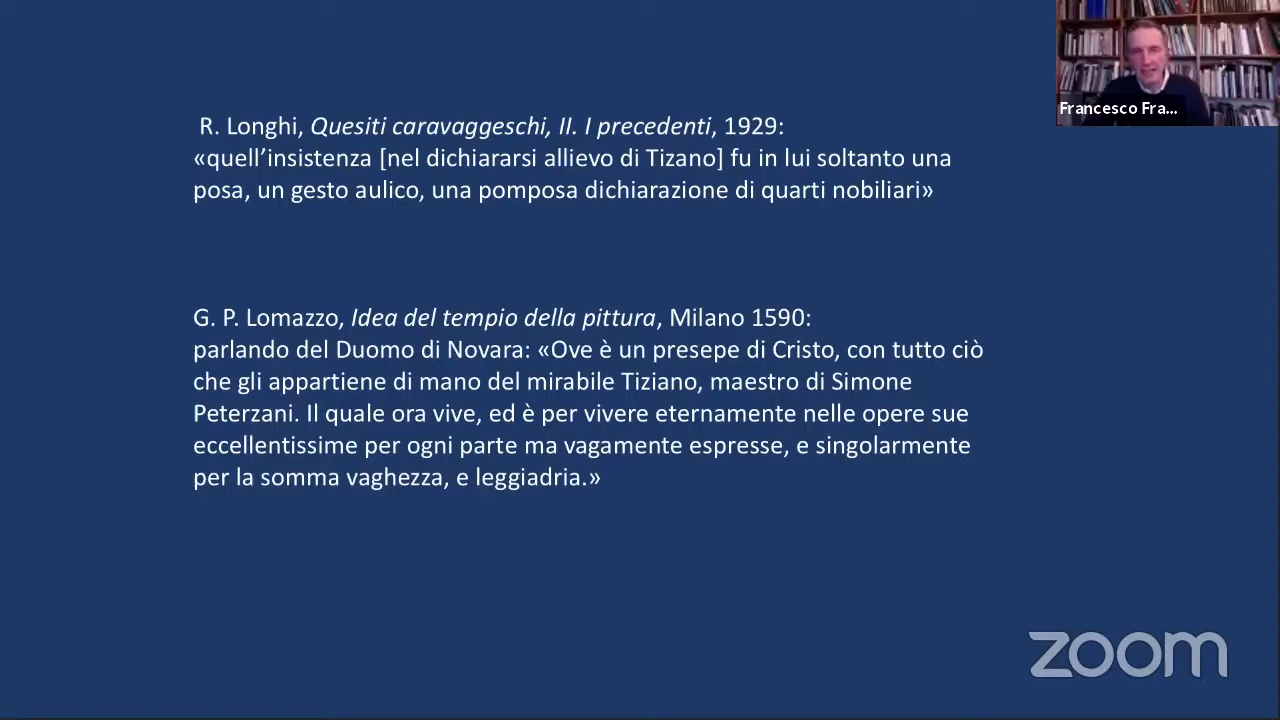 R. Longhi, Quesiti caravaggeschi, II. I precedenti, 1929:
«quell'insistenza [nel dichiararsi allievo di Tizano] fu in lui soltanto una
posa, un gesto aulico, una pomposa dichiarazione di quarti nobiliari»
G. P. Lomazzo, Idea del tempio della pittura, Milano 1590:
parlando del Duomo di Novara: «Ove è un presepe di Cristo, con tutto ciò
che gli appartiene di mano del mirabile Tiziano, maestro di Simone
Peterzani. Il quale ora vive, ed è per vivere eternamente nelle opere sue
eccellentissime per ogni parte ma vagamente espresse, e singolarmente
per la somma vaghezza, e leggiadria.»
Francesco Fra...
zoom